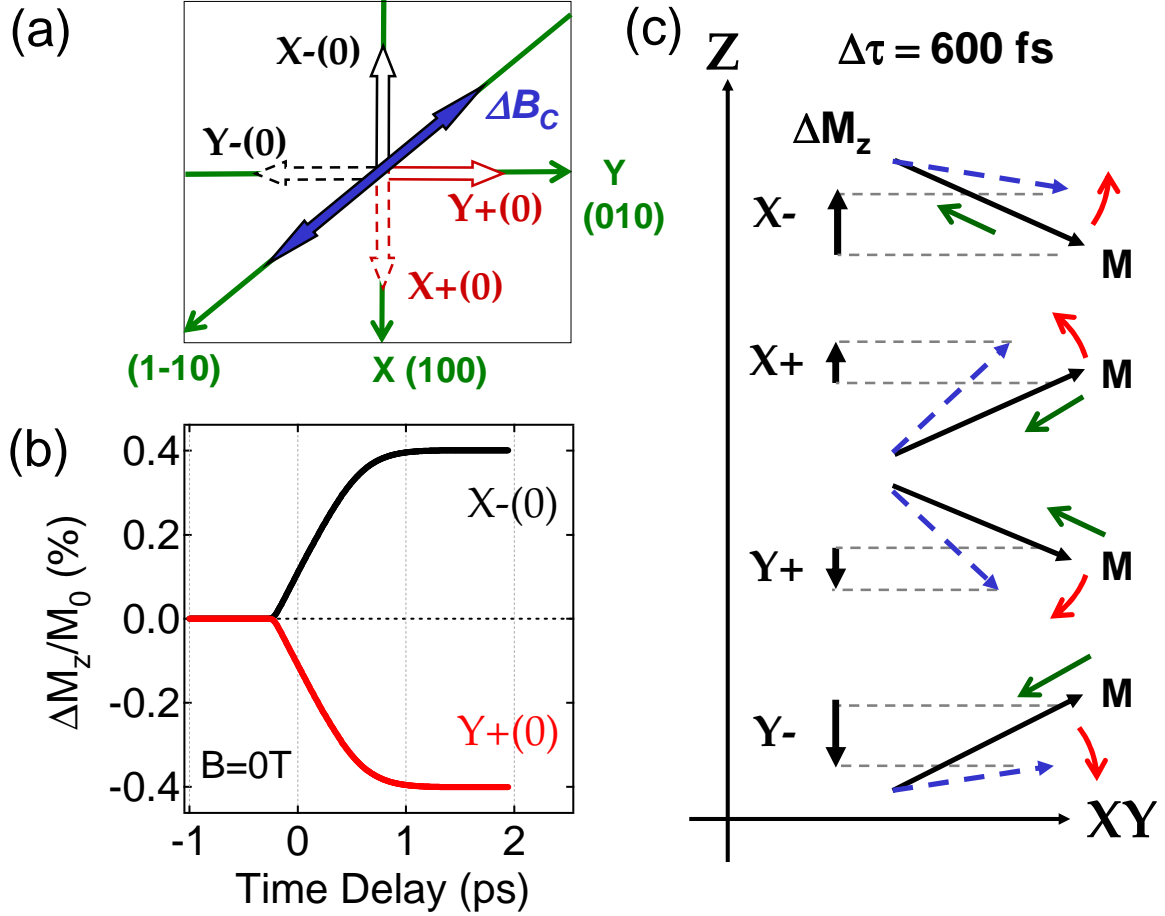 (a)
X-(0)
ΔB_C
Y-(0)
Y
Y+(0)
(010)
X+(0)
(1-10)
X (100)
(b)
0.4
0.2
0.0
-0.2
-0.4
ΔM_z/M_0 (%)
X-(0)
Y+(0)
B=0T
-1
0
1
2
Time Delay (ps)
(c)
Z
Δτ = 600 fs
ΔM_z
X-
M
X+
M
Y+
M
Y-
M
XY